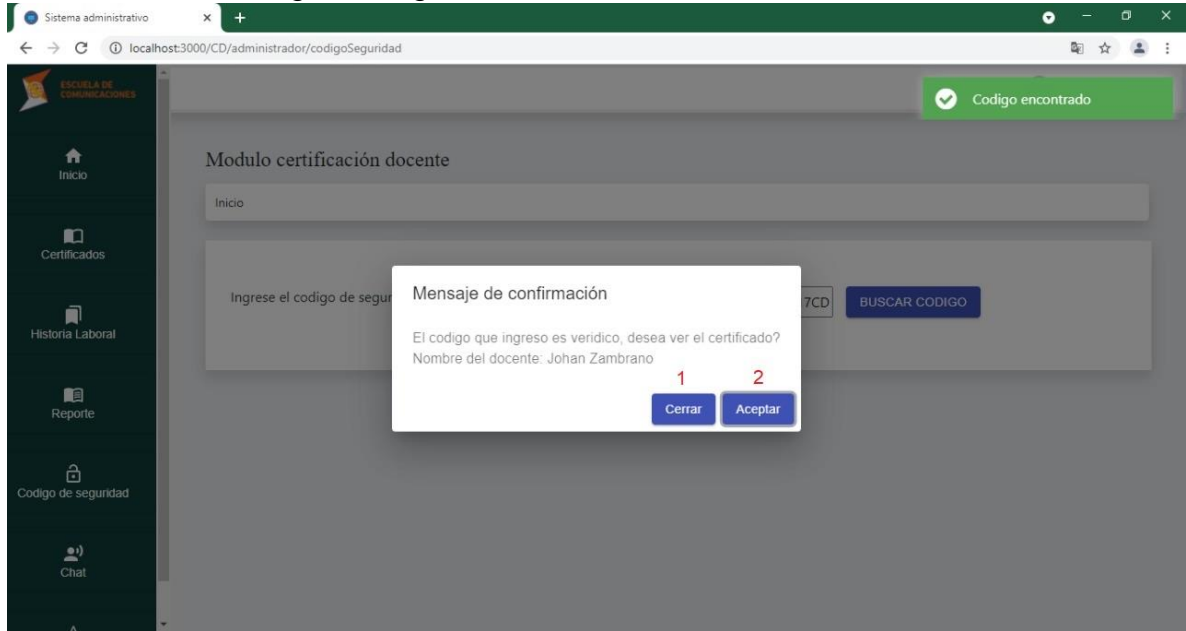 Sistema administrativo
localhost:3000/CD/administrador/codigoSeguridad
ESCUELA DE
COMUNICACIONES
Codigo encontrado
Inicio
Modulo certificación docente
Inicio
Certificados
Ingrese el codigo de segur
7CD
BUSCAR CODIGO
Mensaje de confirmación
El codigo que ingreso es veridico, desea ver el certificado?
Nombre del docente: Johan Zambrano
1 2
Cerrar Aceptar
Historia Laboral
Reporte
Codigo de seguridad
Chat